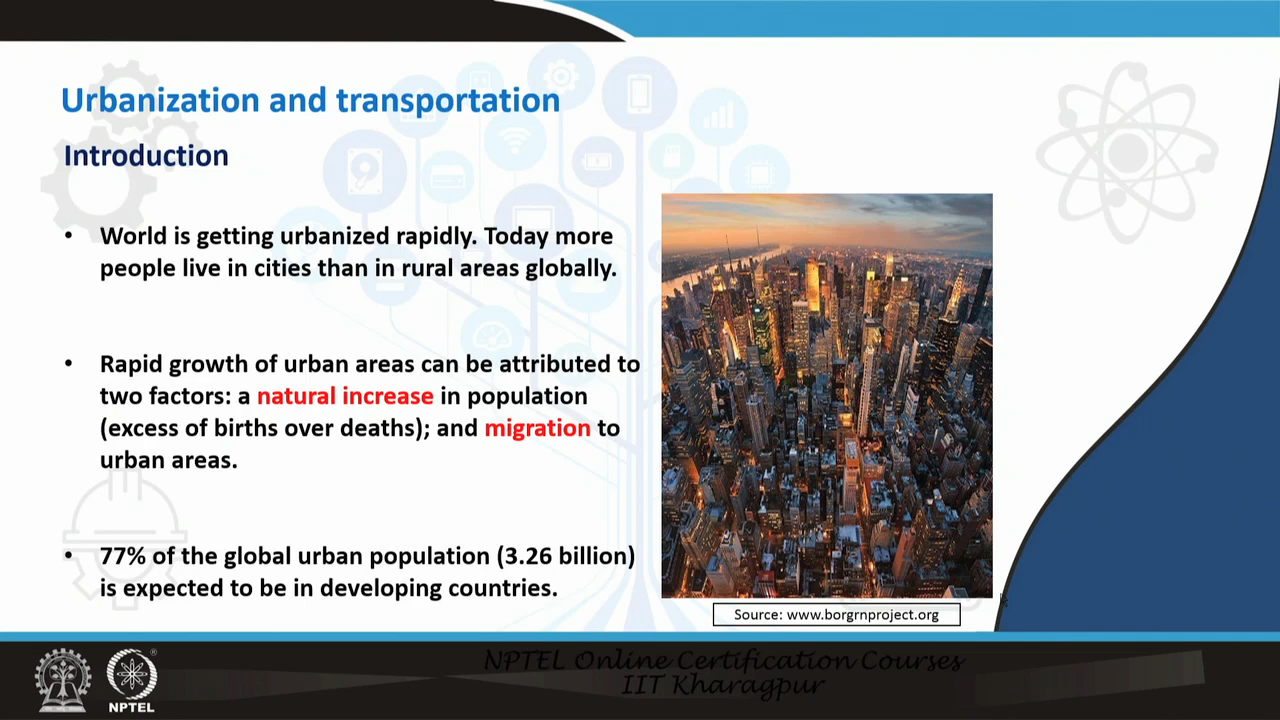 Urbanization and transportation
Introduction
• World is getting urbanized rapidly. Today more
people live in cities than in rural areas globally.
• Rapid growth of urban areas can be attributed to
two factors: a natural increase in population
(excess of births over deaths); and migration to
urban areas.
• 77% of the global urban population (3.26 billion)
is expected to be in developing countries.
Source: www.borgrnproject.org
NPTEL Online Certification Courses
IIT Kharagpur
NPTEL